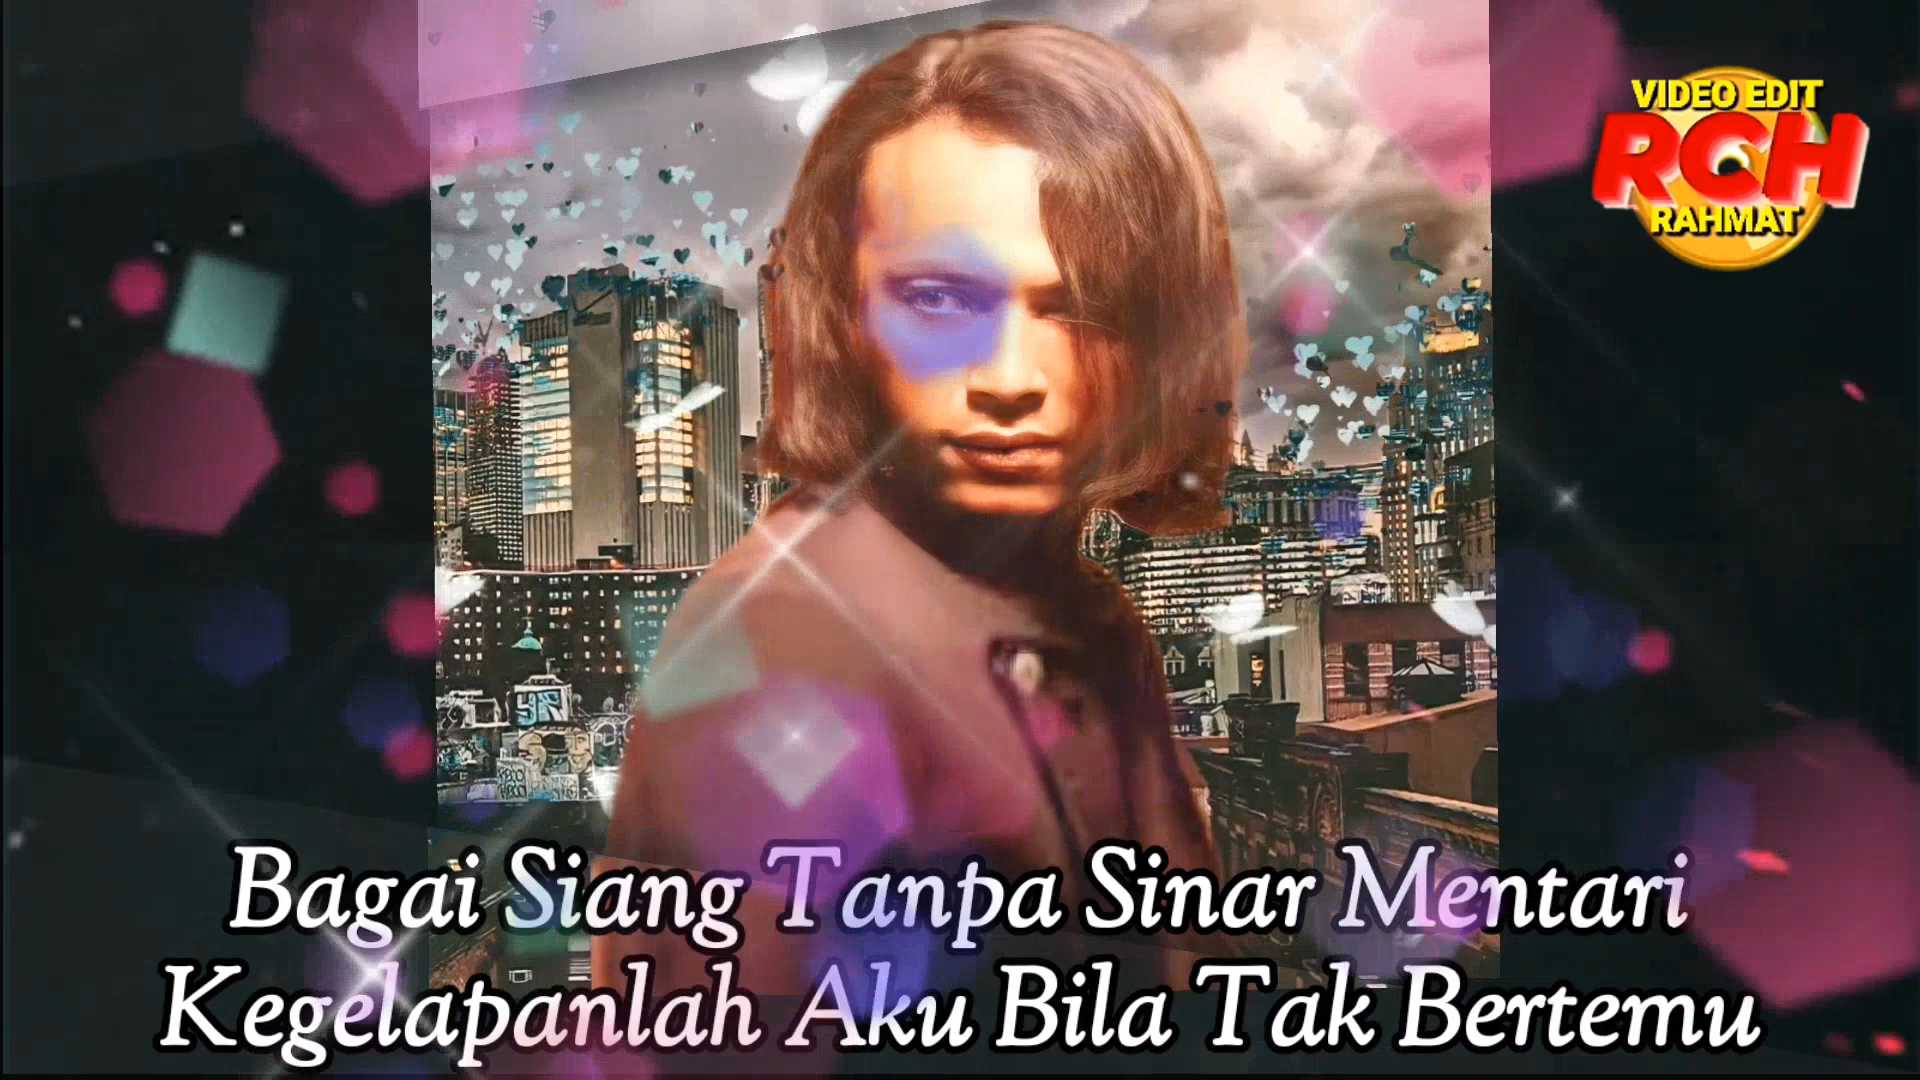 VIDEO EDIT
RCH
RAHMAT
Bagai Siang Tanpa Sinar Mentari
Kegelapanlah Aku Bila Tak Bertemu